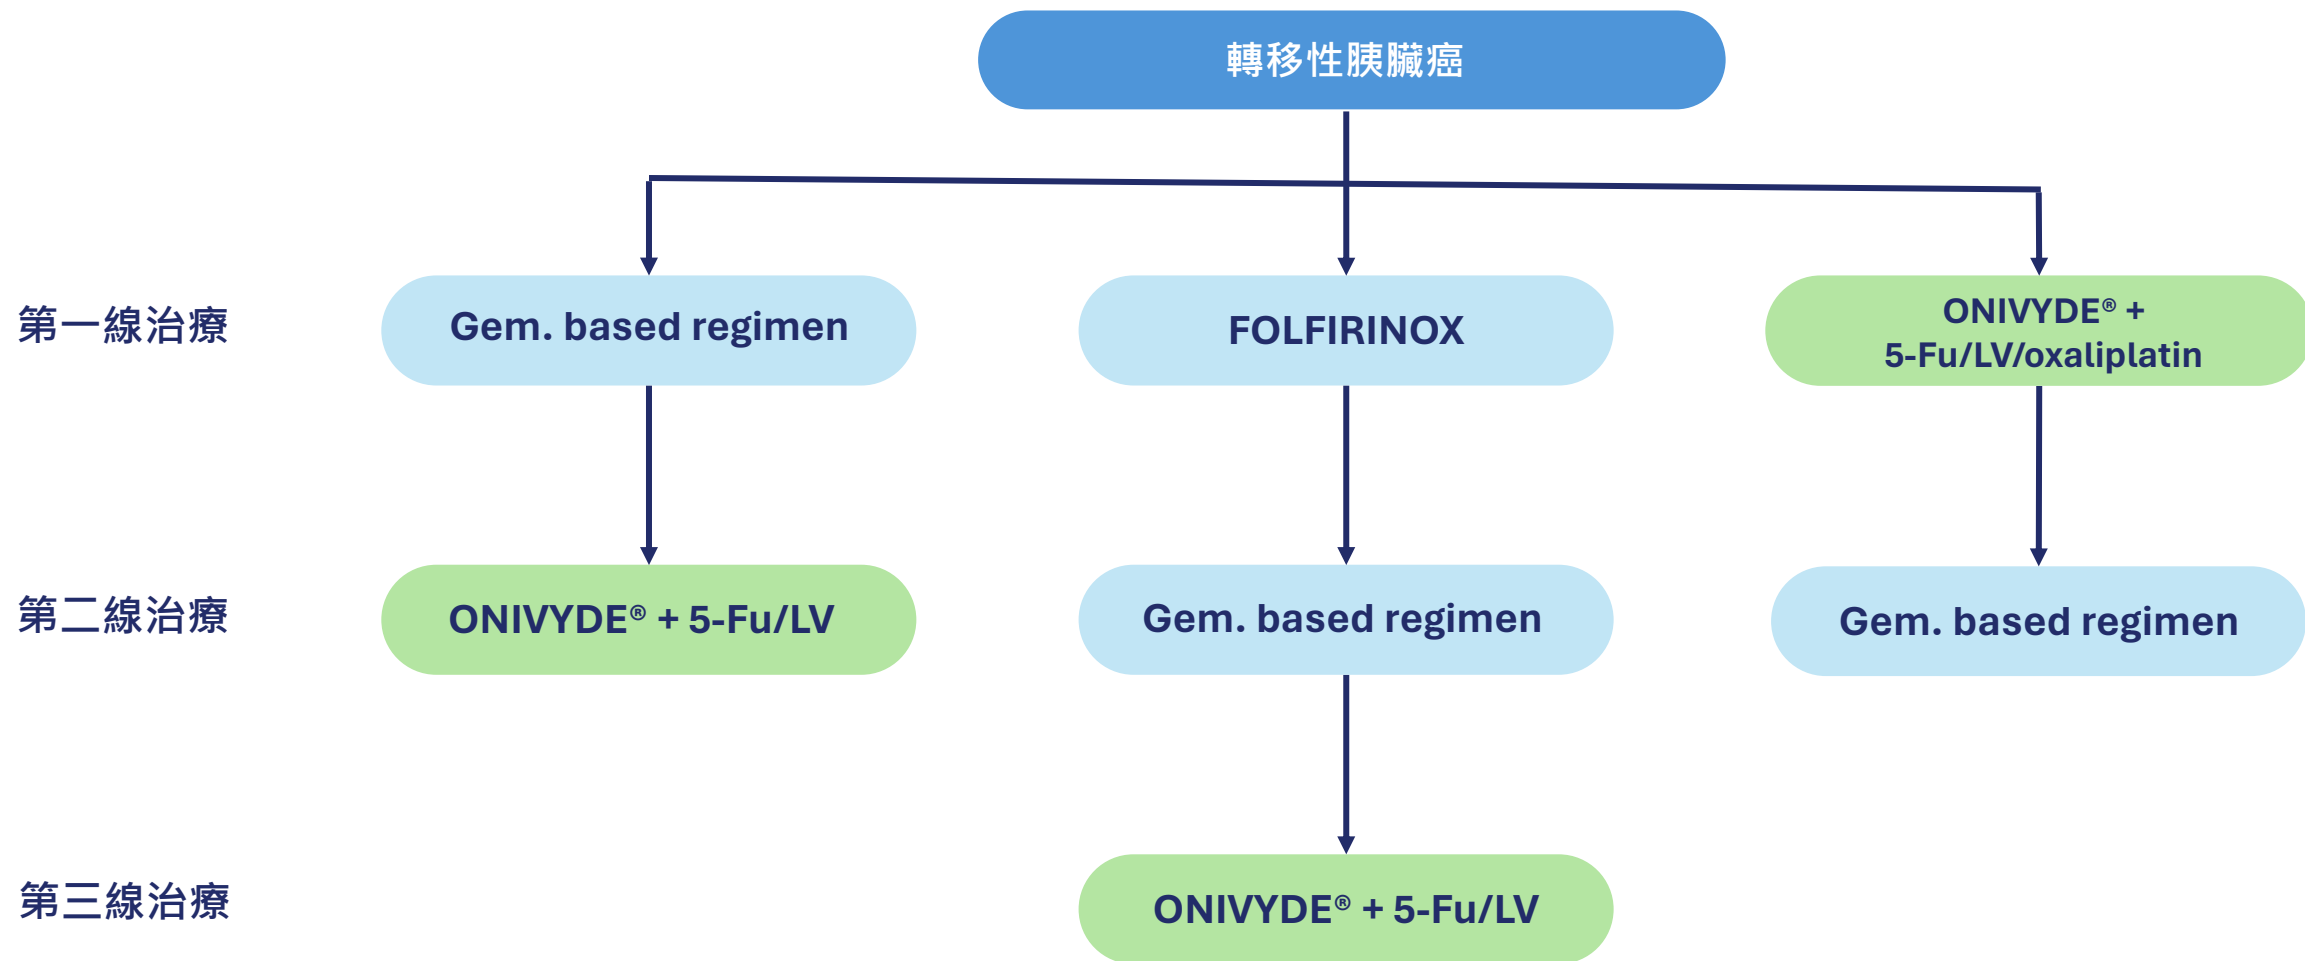 轉移性胰臟癌
第一線治療
Gem. based regimen
FOLFIRINOX
ONIVYDE® +
5-Fu/LV/oxaliplatin
第二線治療
ONIVYDE® + 5-Fu/LV
Gem. based regimen
Gem. based regimen
第三線治療
ONIVYDE® + 5-Fu/LV